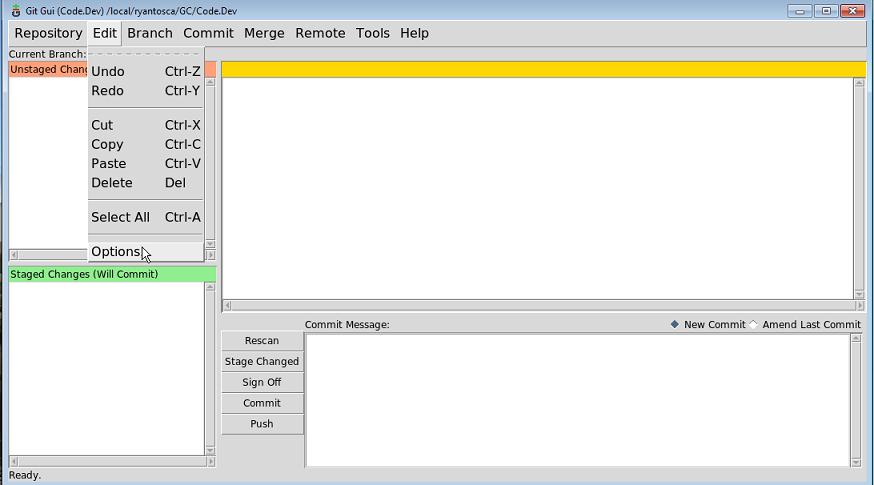 Git Gui (Code.Dev) /local/ryantosca/GC/Code.Dev
Repository Edit Branch Commit Merge Remote Tools Help
Current Branch:
Unstaged Chang
Undo Ctrl-Z
Redo Ctrl-Y
Cut Ctrl-X
Copy Ctrl-C
Paste Ctrl-V
Delete Del
Select All Ctrl-A
Options
Staged Changes (Will Commit)
Commit Message: New Commit Amend Last Commit
Rescan
Stage Changed
Sign Off
Commit
Push
Ready.